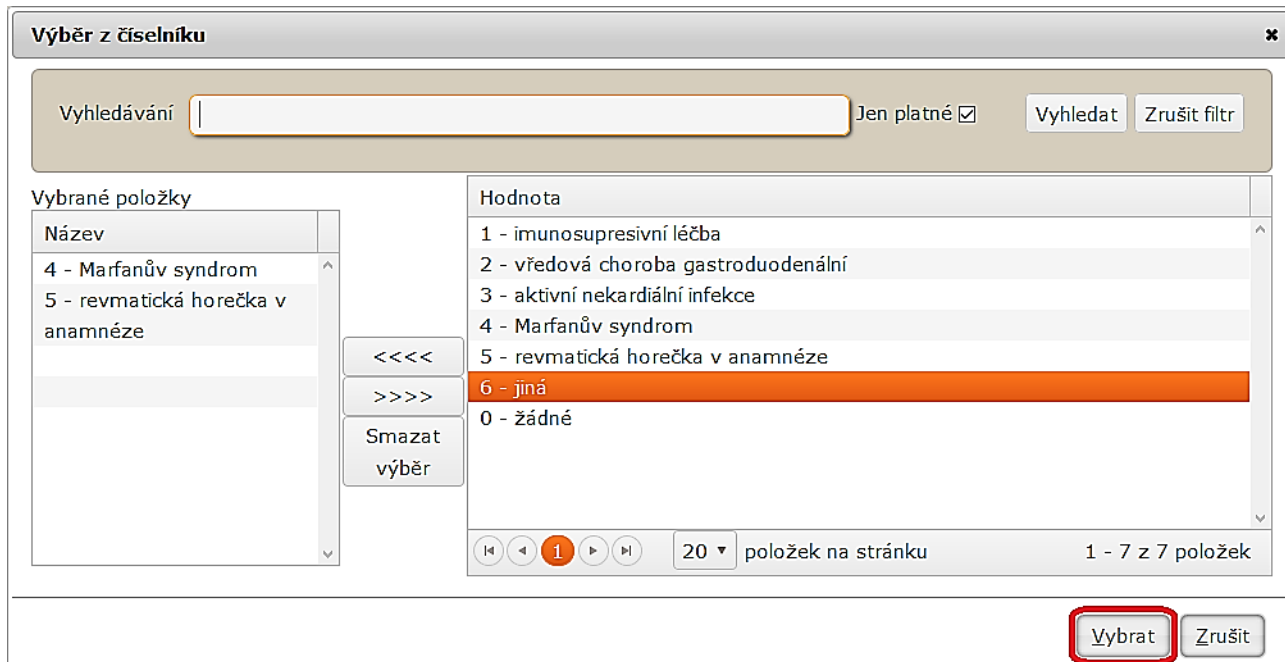 Výběr z číselníku
Vyhledávání
Jen platné
Vyhledat
Zrušit filtr
Vybrané položky
Název
4 - Marfanův syndrom
5 - revmatická horečka v
anamnéze
<<<<
>>>>
Smazat
výběr
Hodnota
1 - imunosupresivní léčba
2 - vředová choroba gastroduodenální
3 - aktivní nekardiální infekce
4 - Marfanův syndrom
5 - revmatická horečka v anamnéze
6 - jiná
0 - žádné
1
20
položek na stránku
1 - 7 z 7 položek
Vybrat
Zrušit